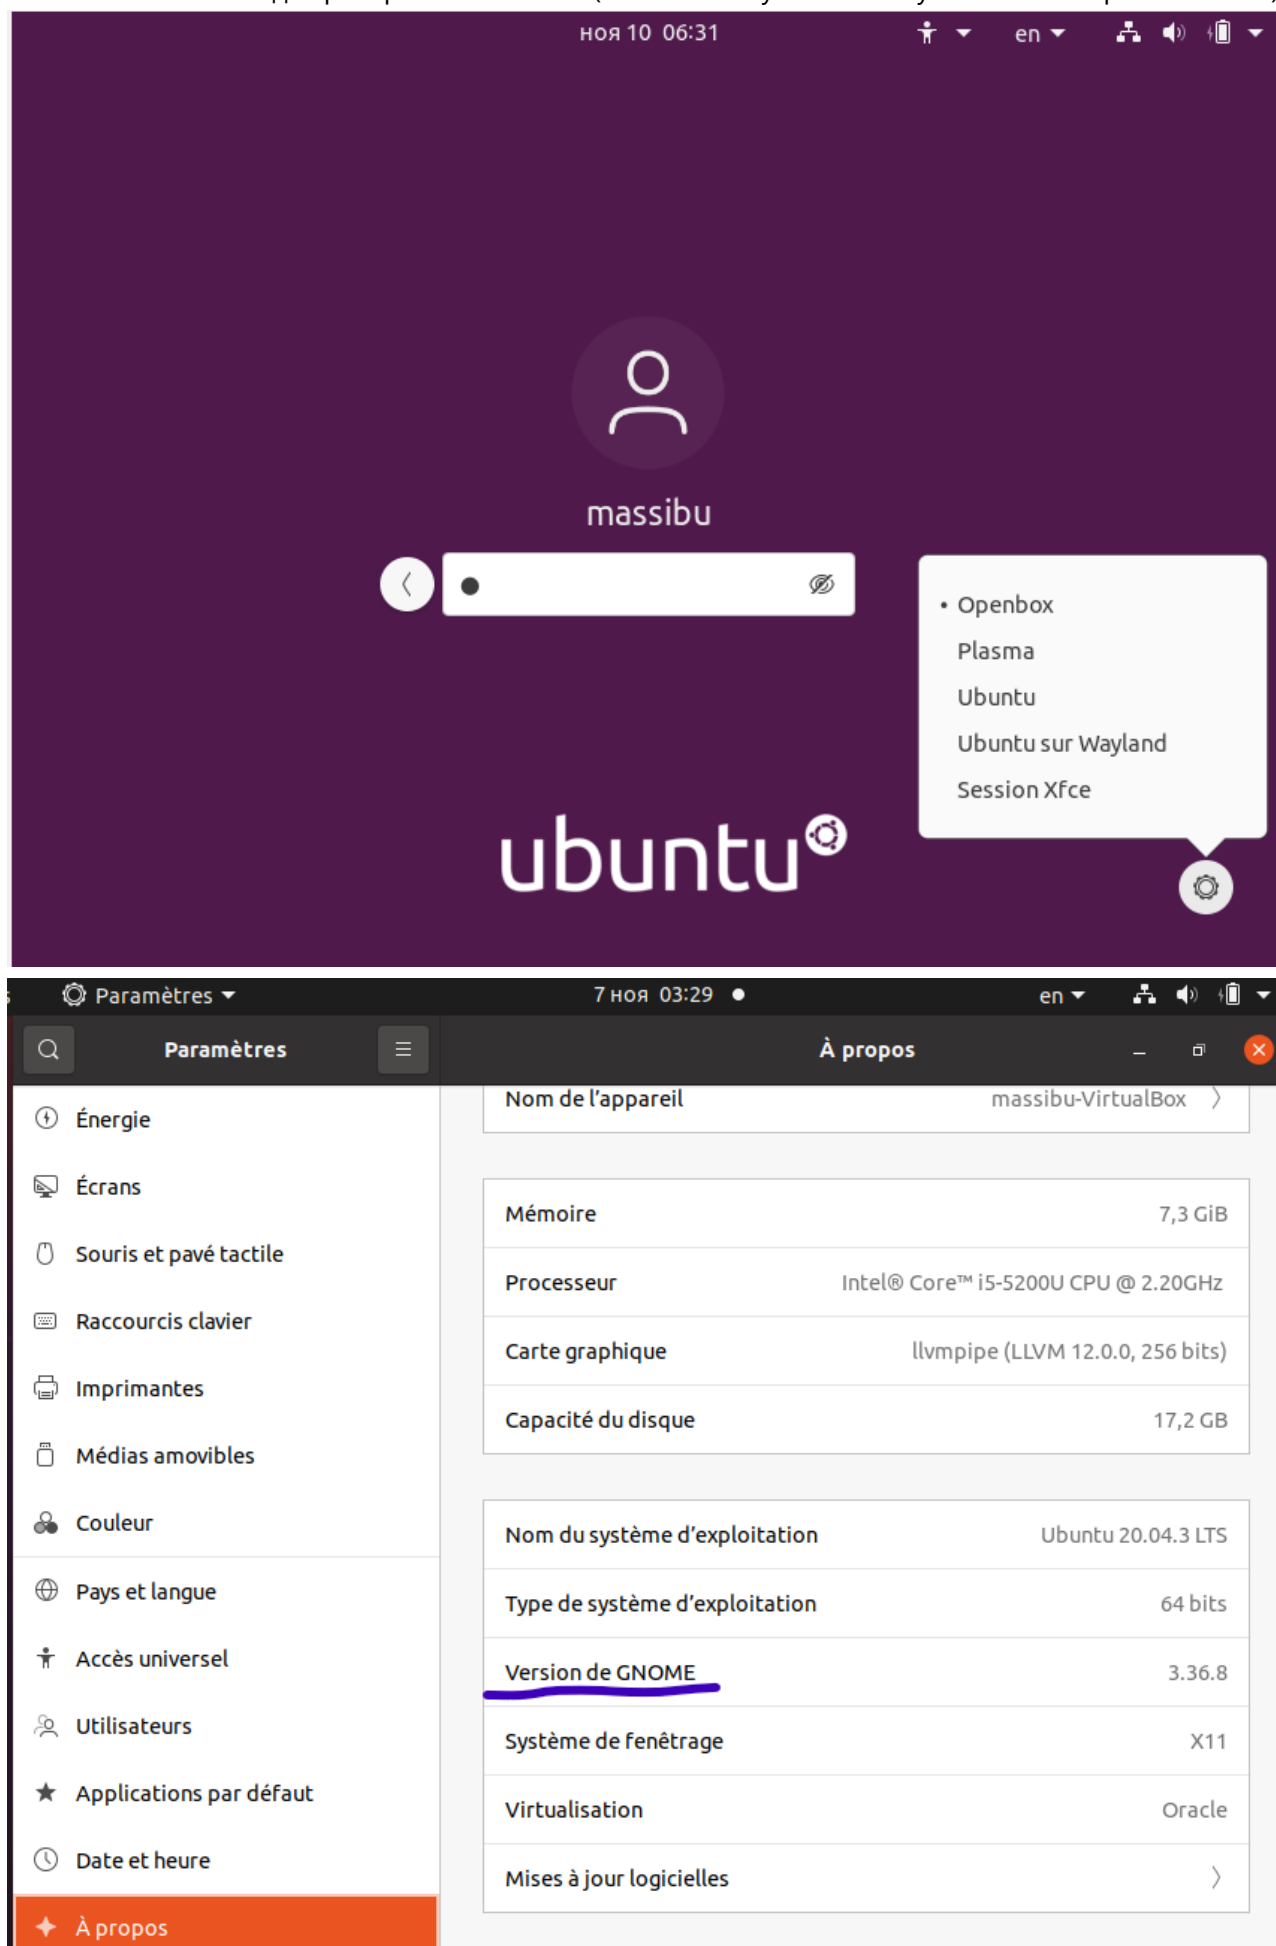 ноя 10 06:31
en
massibu
Openbox
Plasma
Ubuntu
Ubuntu sur Wayland
Session Xfce
ubuntu
Paramètres
7 ноя 03:29
en
Paramètres
À propos
Énergie
Écrans
Souris et pavé tactile
Raccourcis clavier
Imprimantes
Médias amovibles
Couleur
Pays et langue
Accès universel
Utilisateurs
Applications par défaut
Date et heure
À propos
Nom de l’appareil massibu-VirtualBox
Mémoire 7,3 GiB
Processeur Intel® Core™ i5-5200U CPU @ 2.20GHz
Carte graphique llvmpipe (LLVM 12.0.0, 256 bits)
Capacité du disque 17,2 GB
Nom du système d’exploitation Ubuntu 20.04.3 LTS
Type de système d’exploitation 64 bits
Version de GNOME 3.36.8
Système de fenêtrage X11
Virtualisation Oracle
Mises à jour logicielles